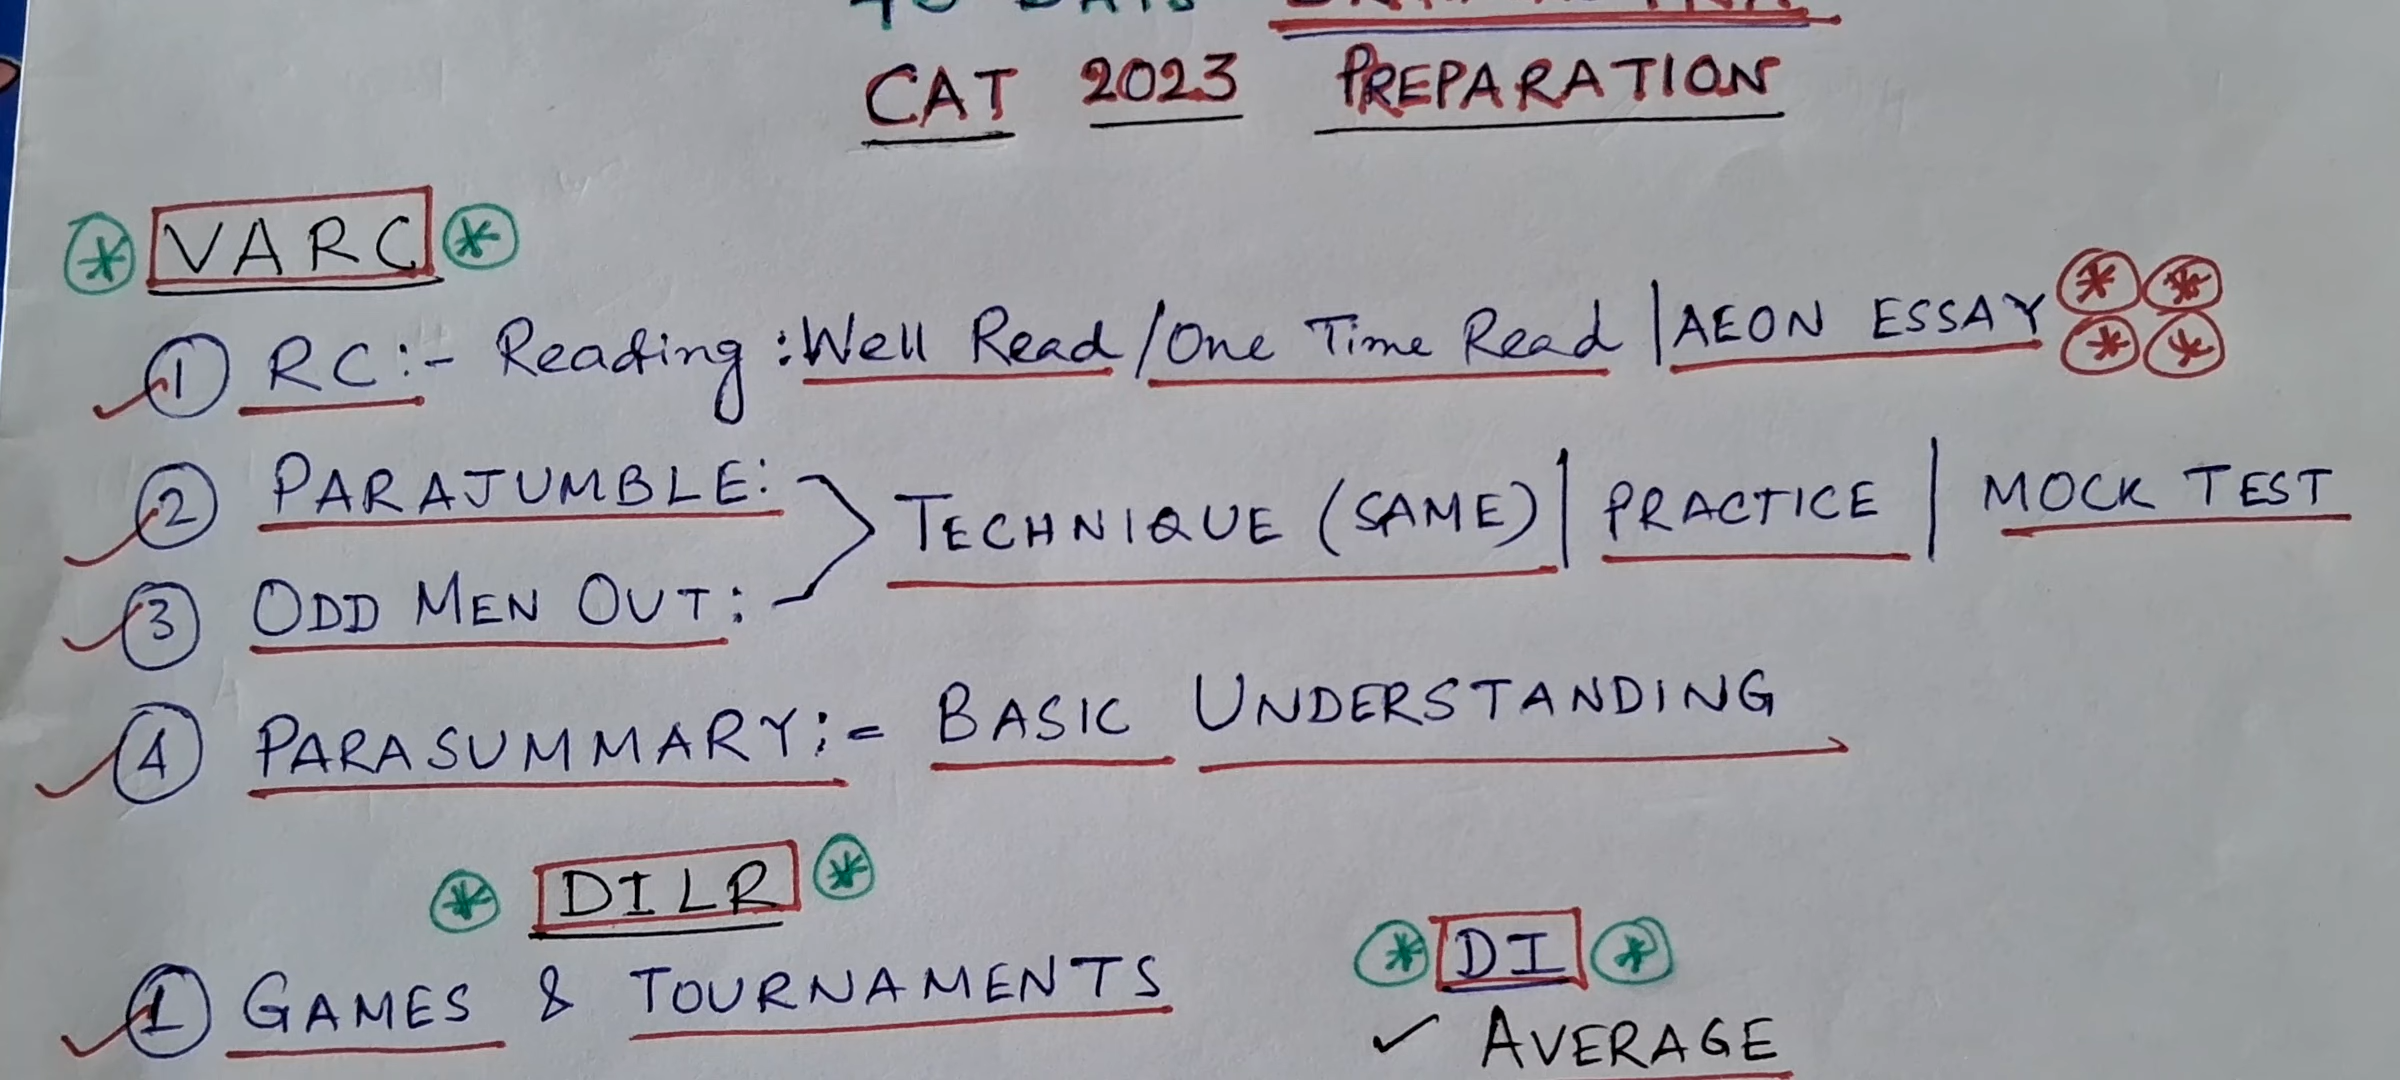 DAYS
CAT 2023 PREPARATION
* VARC *
① RC:- Reading : Well Read / One Time Read | AEON ESSAY * * * *
② PARAJUMBLE:
TECHNIQUE (SAME) | PRACTICE | MOCK TEST
③ ODD MEN OUT:
④ PARASUMMARY:- BASIC UNDERSTANDING
* DILR *
* DI *
① GAMES & TOURNAMENTS
✓ AVERAGE